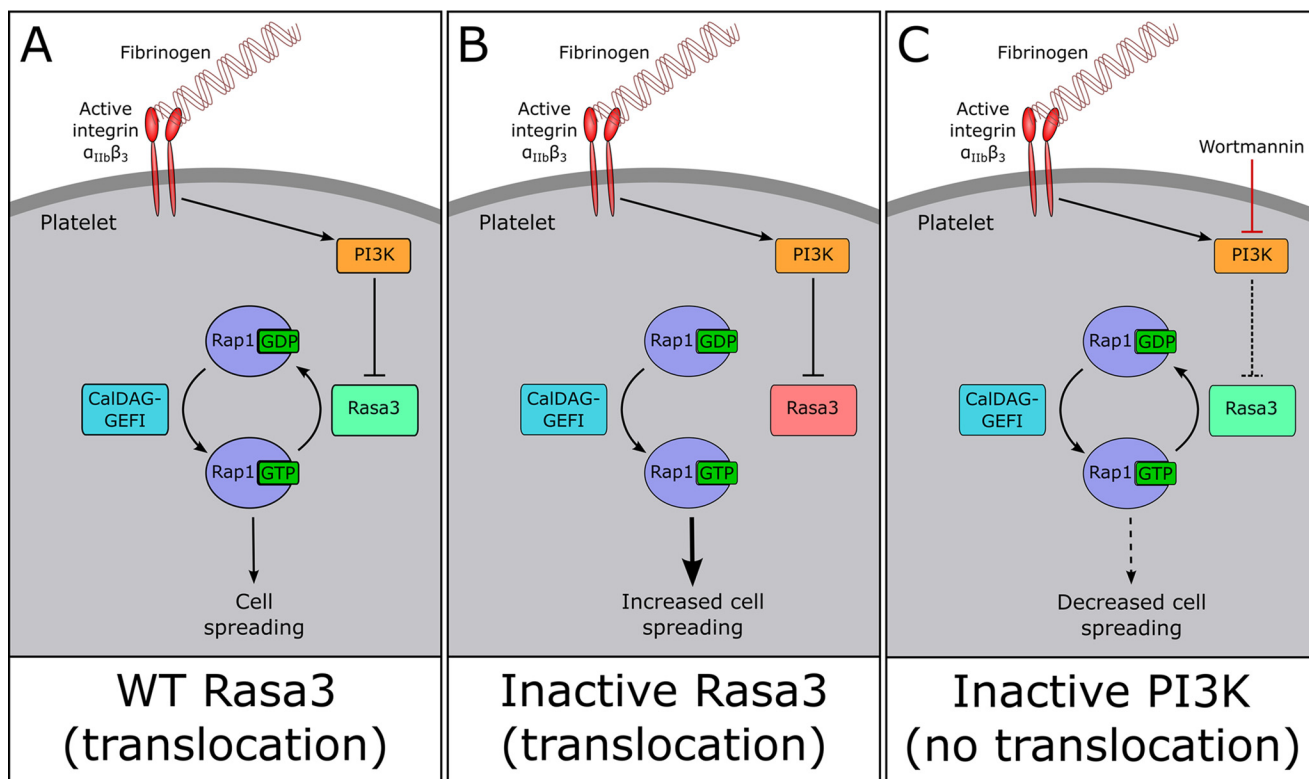 A
Fibrinogen
Active
integrin
αIIbβ3
Platelet
PI3K
Rap1 GDP
CalDAG-
GEFI
Rasa3
Rap1 GTP
Cell
spreading
WT Rasa3
(translocation)
B
Fibrinogen
Active
integrin
αIIbβ3
Platelet
PI3K
Rap1 GDP
CalDAG-
GEFI
Rasa3
Rap1 GTP
Increased cell
spreading
Inactive Rasa3
(translocation)
C
Fibrinogen
Active
integrin
αIIbβ3
Wortmannin
Platelet
PI3K
Rap1 GDP
CalDAG-
GEFI
Rasa3
Rap1 GTP
Decreased cell
spreading
Inactive PI3K
(no translocation)